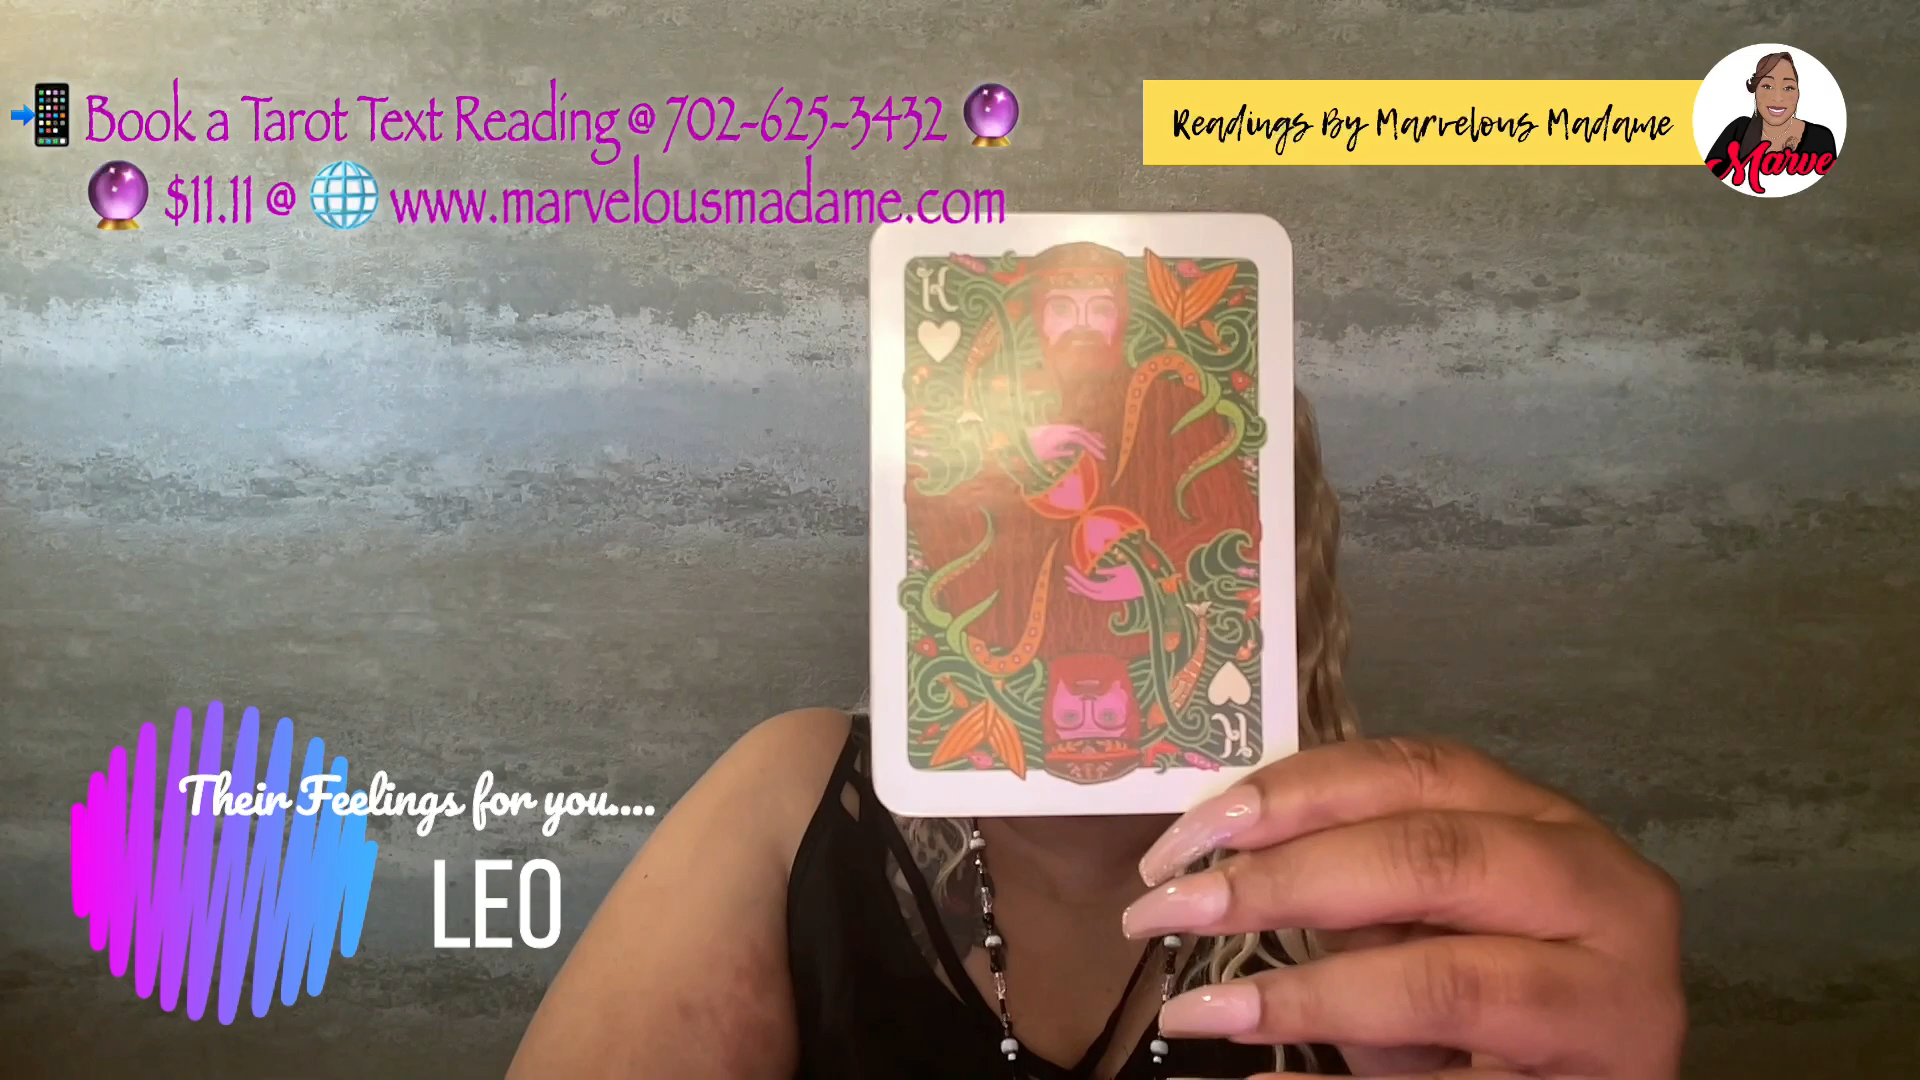 Book a Tarot Text Reading @ 702-625-3432
$11.11 @ www.marvelousmadame.com
Readings By Marvelous Madame
Marve
K
Their Feelings for you....
LEO
K